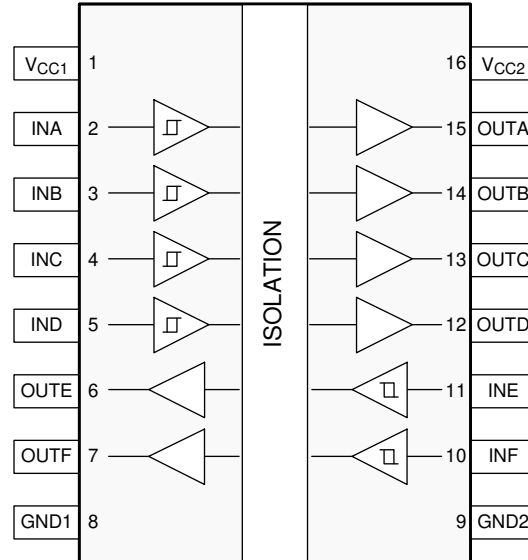 VCC1 1 16 VCC2
INA 2 15 OUTA
INB 3 14 OUTB
INC 4 13 OUTC
IND 5 12 OUTD
OUTE 6 11 INE
OUTF 7 10 INF
GND1 8 9 GND2
ISOLATION